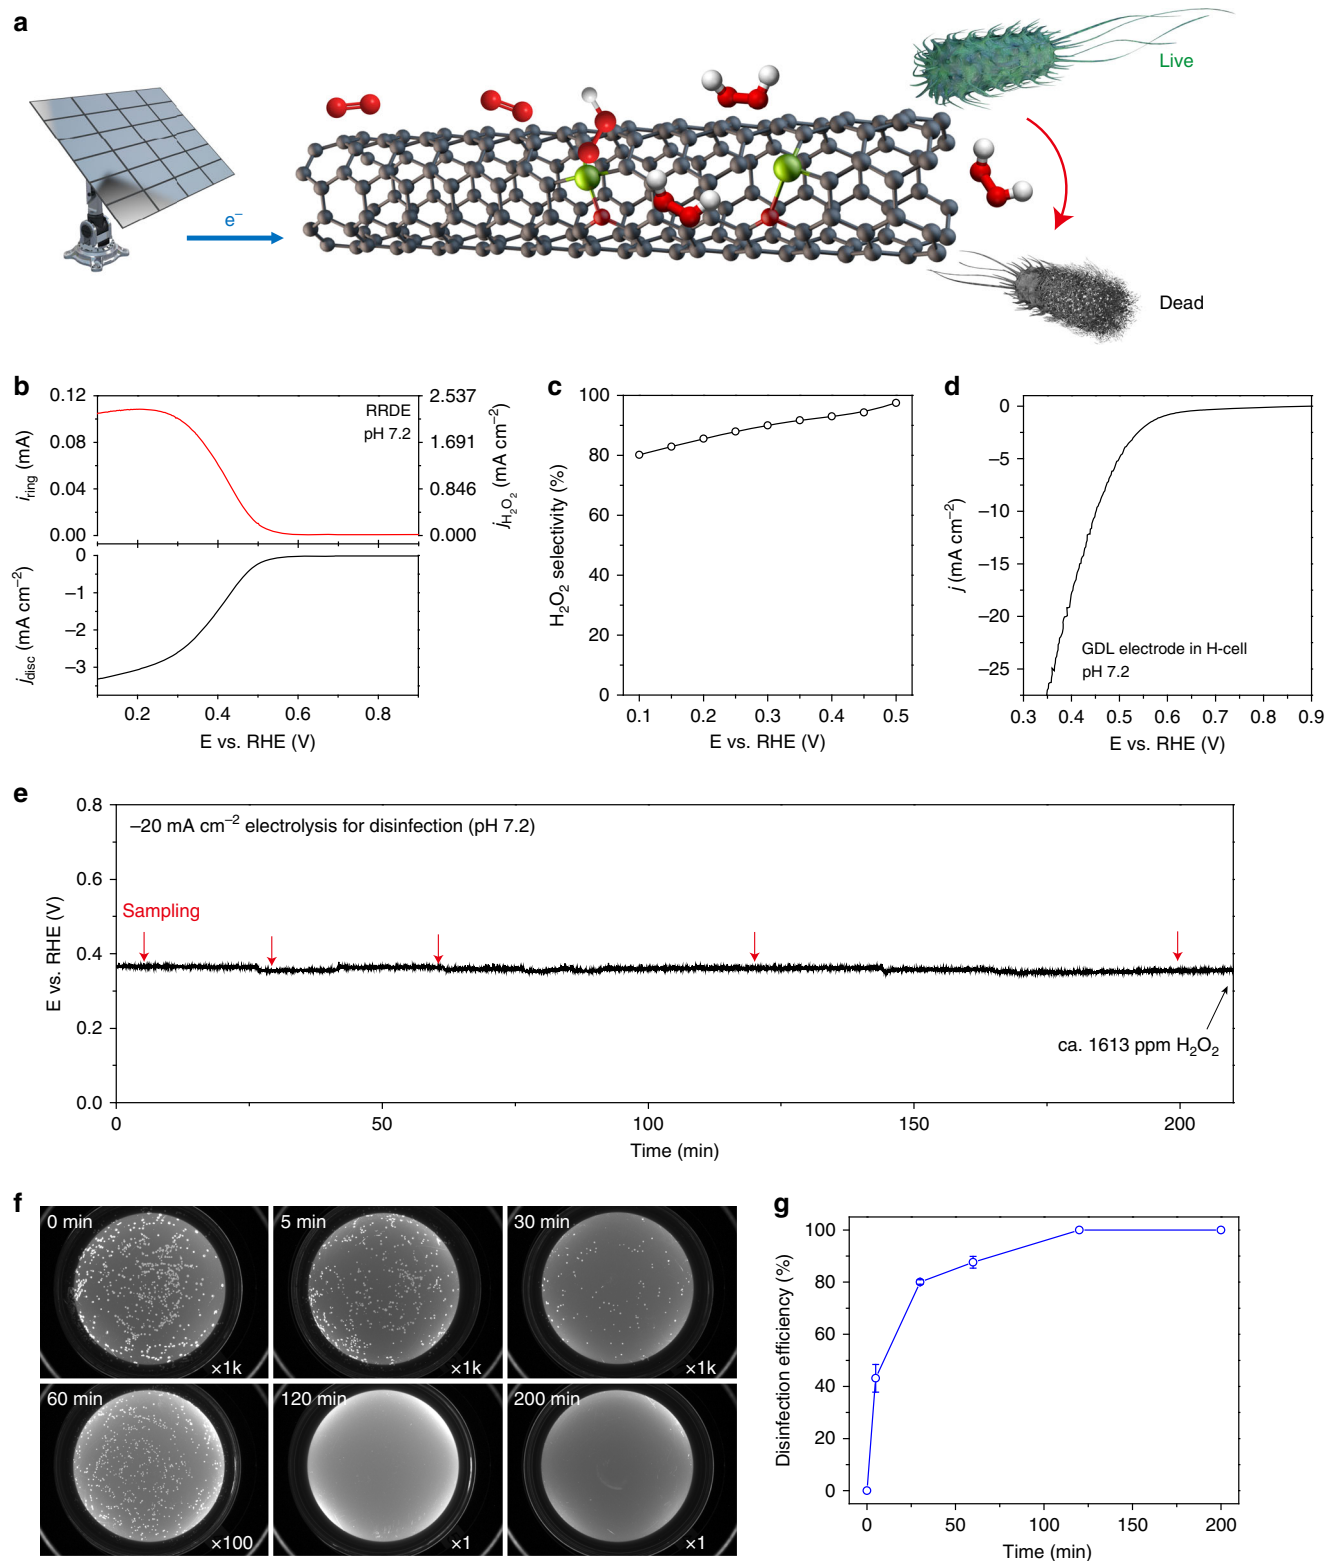 a
Live
e–
Dead
b
0.12
0.08
0.04
0.00
i ring (mA)
RRDE
pH 7.2
2.537
1.691
0.846
0.000
j H2O2 (mA cm–2)
0
–1
–2
–3
j disc (mA cm–2)
0.2 0.4 0.6 0.8
E vs. RHE (V)
c
100
80
60
40
20
0
H2O2 selectivity (%)
0.1 0.2 0.3 0.4 0.5
E vs. RHE (V)
d
0
–5
–10
–15
–20
–25
j (mA cm–2)
GDL electrode in H-cell
pH 7.2
0.3 0.4 0.5 0.6 0.7 0.8 0.9
E vs. RHE (V)
e
0.8
0.6
0.4
0.2
0.0
E vs. RHE (V)
–20 mA cm–2 electrolysis for disinfection (pH 7.2)
Sampling
ca. 1613 ppm H2O2
0 50 100 150 200
Time (min)
f
0 min
×1k
5 min
×1k
30 min
×1k
60 min
×100
120 min
×1
200 min
×1
g
100
80
60
40
20
0
Disinfection efficiency (%)
0 50 100 150 200
Time (min)